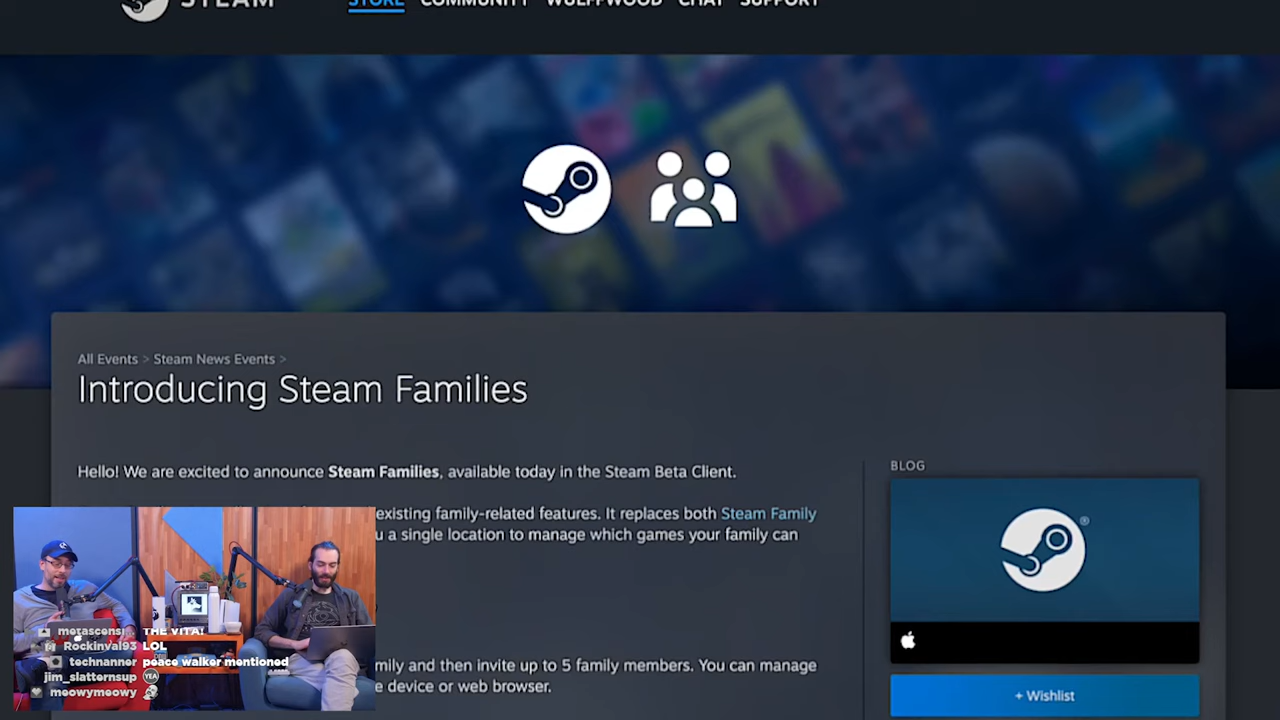 STEAM
STORE COMMUNITY WULFFWOOD CHAT SUPPORT
All Events > Steam News Events >
Introducing Steam Families
Hello! We are excited to announce Steam Families, available today in the Steam Beta Client.
existing family-related features. It replaces both Steam Family
u a single location to manage which games your family can
mily and then invite up to 5 family members. You can manage
e device or web browser.
BLOG
®
+ Wishlist
metascensi... THE VITA!
Rockinval93 LOL
technanner peace walker mentioned
jim_slatternsup YEA
meowymeowy